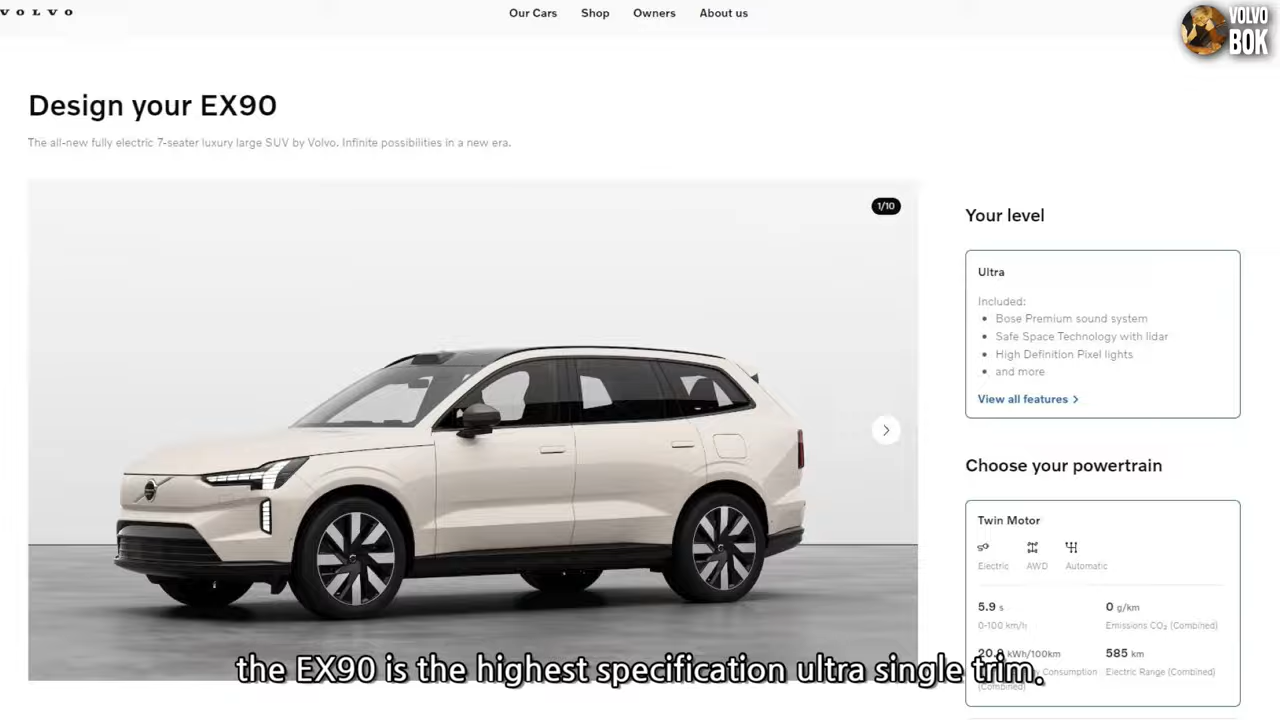 VOLVO
Our Cars Shop Owners About us
VOLVO
BOK
Design your EX90
The all-new fully electric 7-seater luxury large SUV by Volvo. Infinite possibilities in a new era.
1/10
Your level
Ultra
Included:
Bose Premium sound system
Safe Space Technology with lidar
High Definition Pixel lights
and more
View all features
Choose your powertrain
Twin Motor
Electric AWD Automatic
5.9 s 0 g/km
0-100 km/h Emissions CO₂ (Combined)
kWh/100km 585 km
Consumption Electric Range (Combined)
(Combined)
the EX90 is the highest specification ultra single trim.